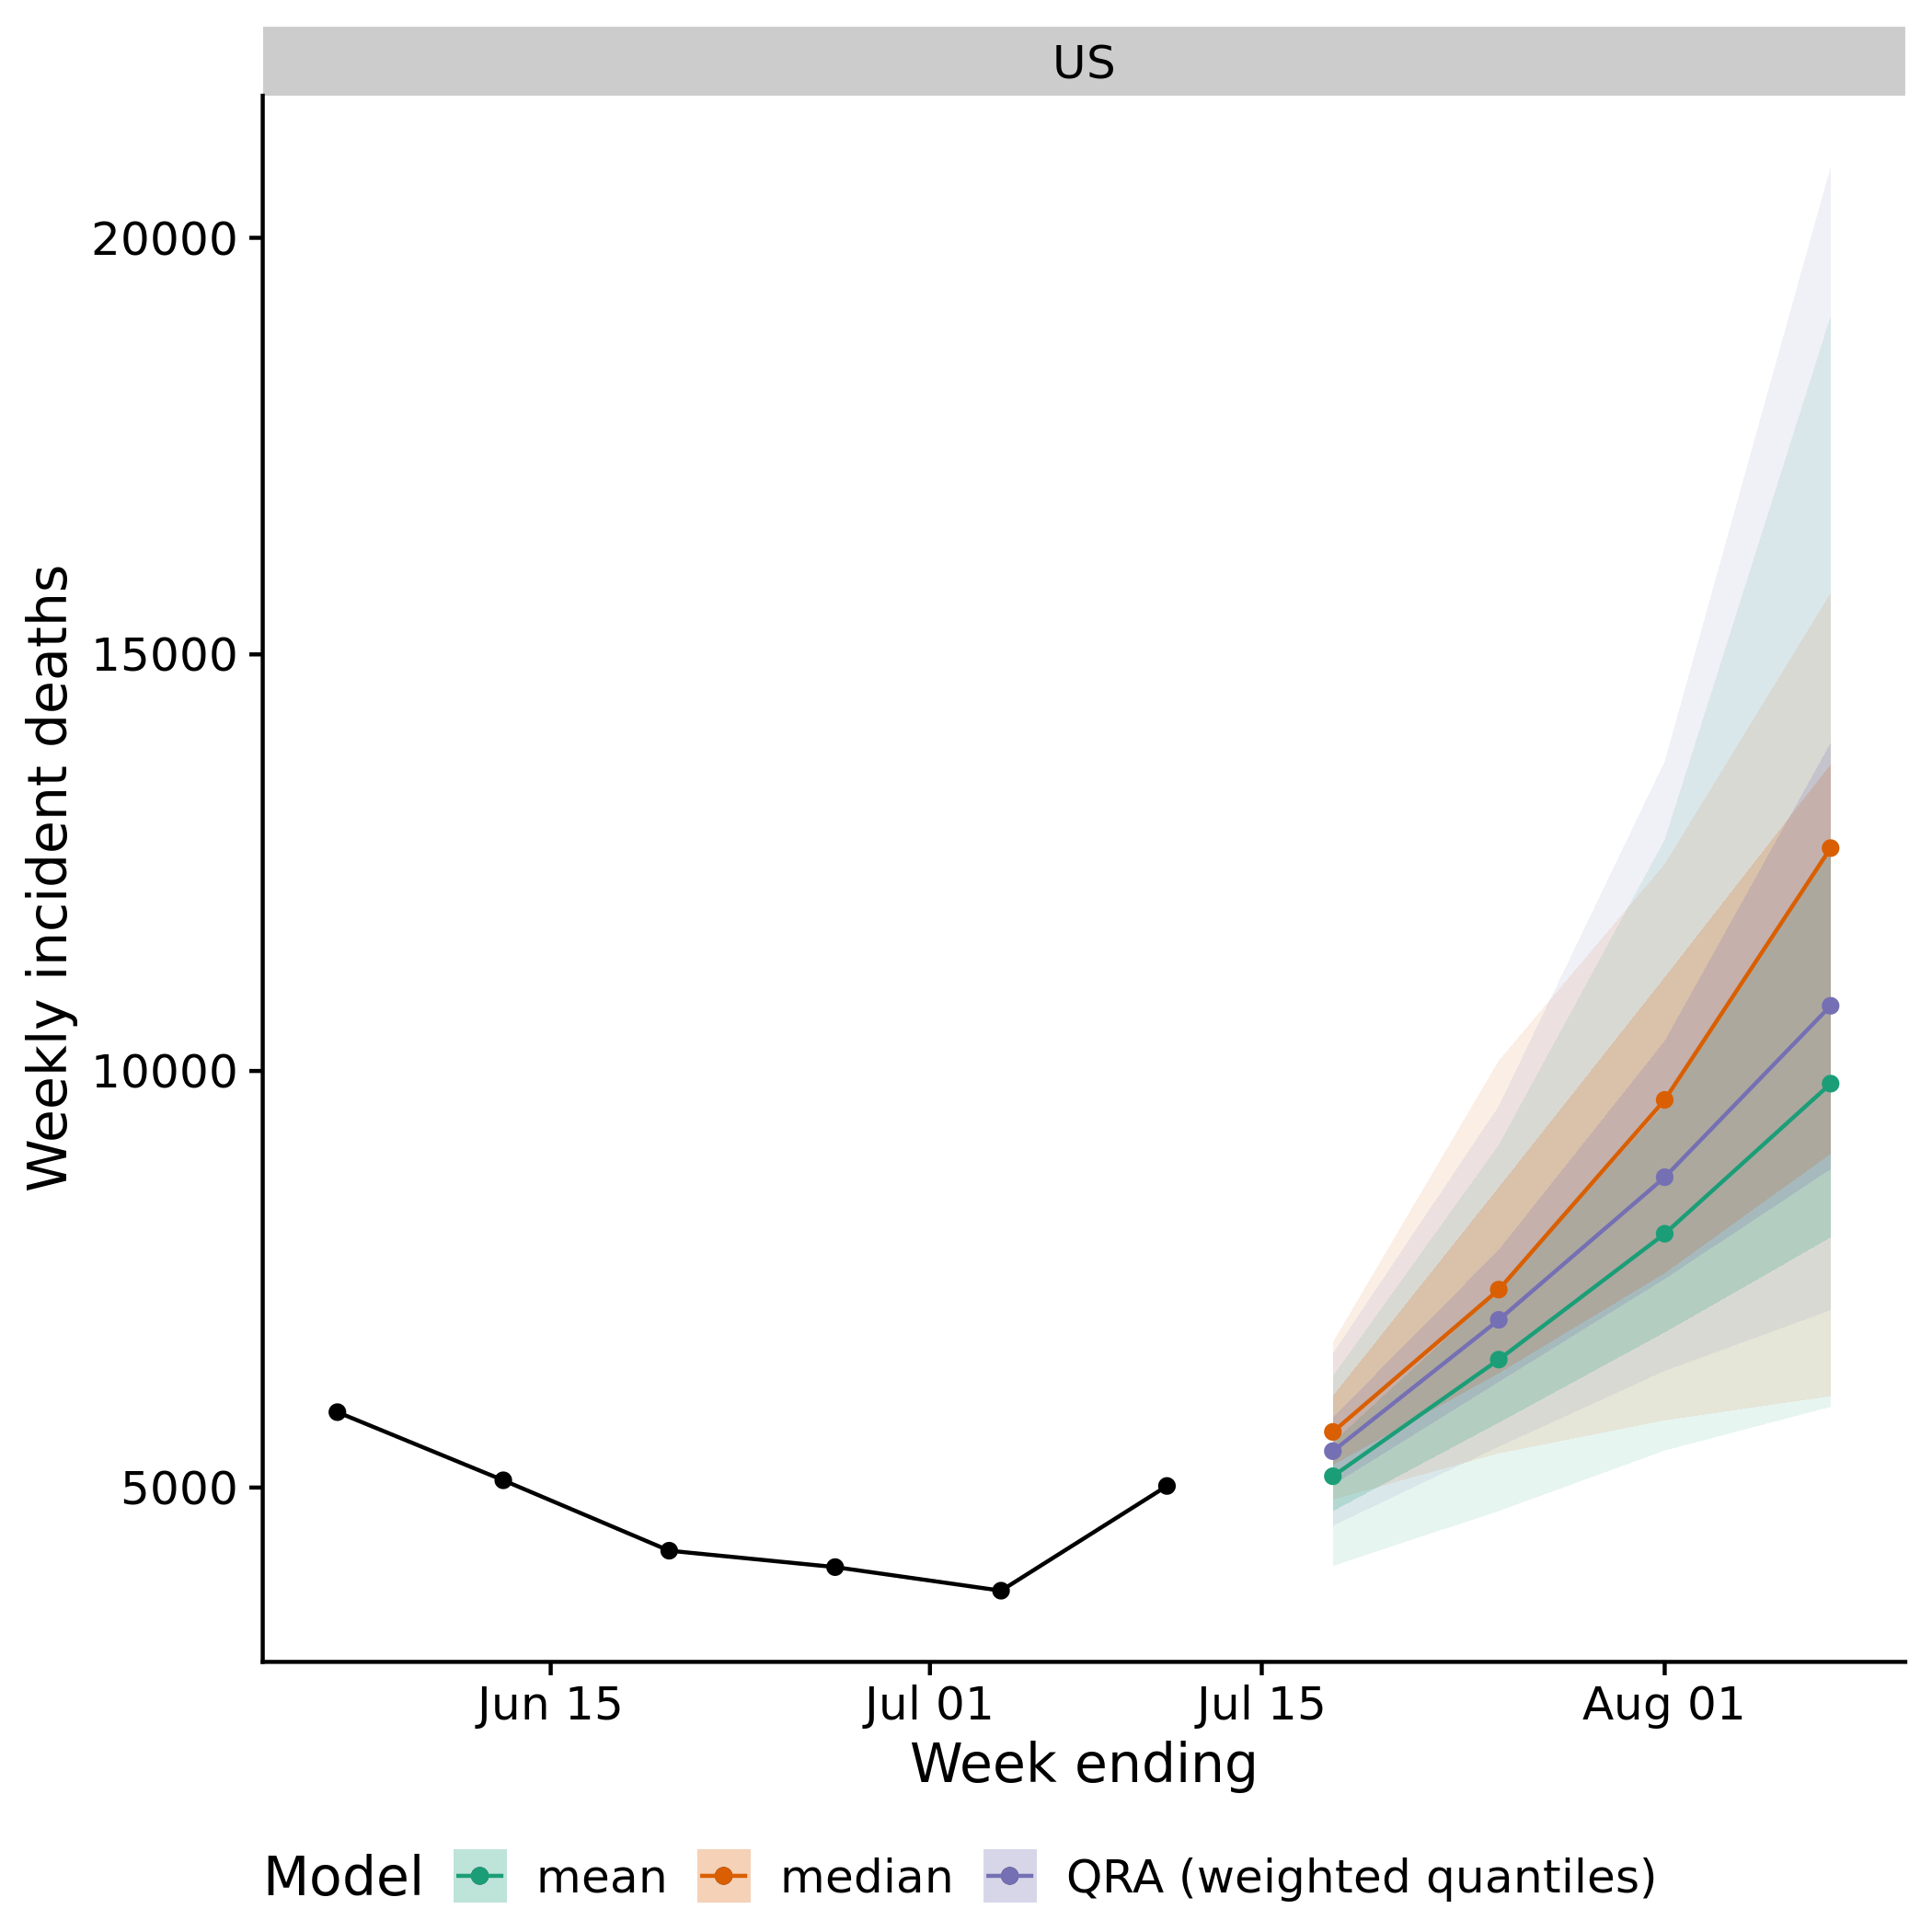 US
Weekly incident deaths
20000
15000
10000
5000
Jun 15
Jul 01
Jul 15
Aug 01
Week ending
Model mean median QRA (weighted quantiles)